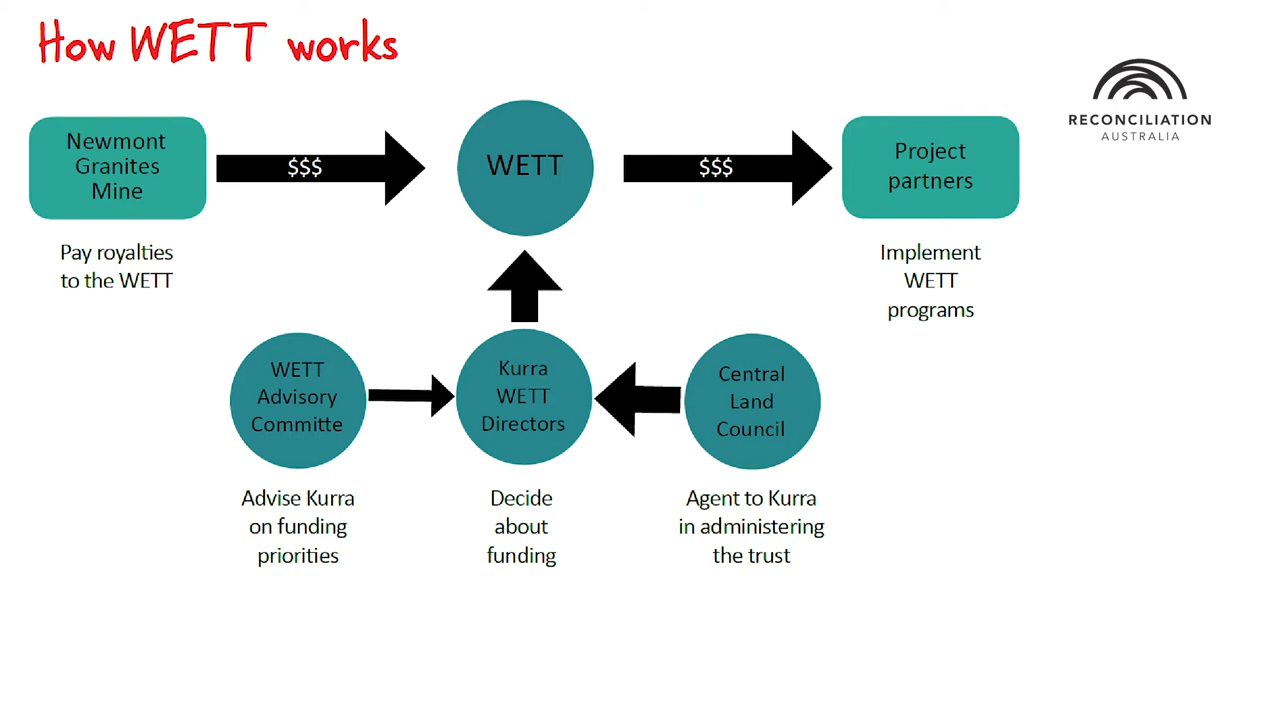 How WETT works
RECONCILIATION
AUSTRALIA
Newmont
Granites
Mine
$$$
WETT
$$$
Project
partners
Pay royalties
to the WETT
Implement
WETT
programs
WETT
Advisory
Committe
Kurra
WETT
Directors
Central
Land
Council
Advise Kurra
on funding
priorities
Decide
about
funding
Agent to Kurra
in administering
the trust